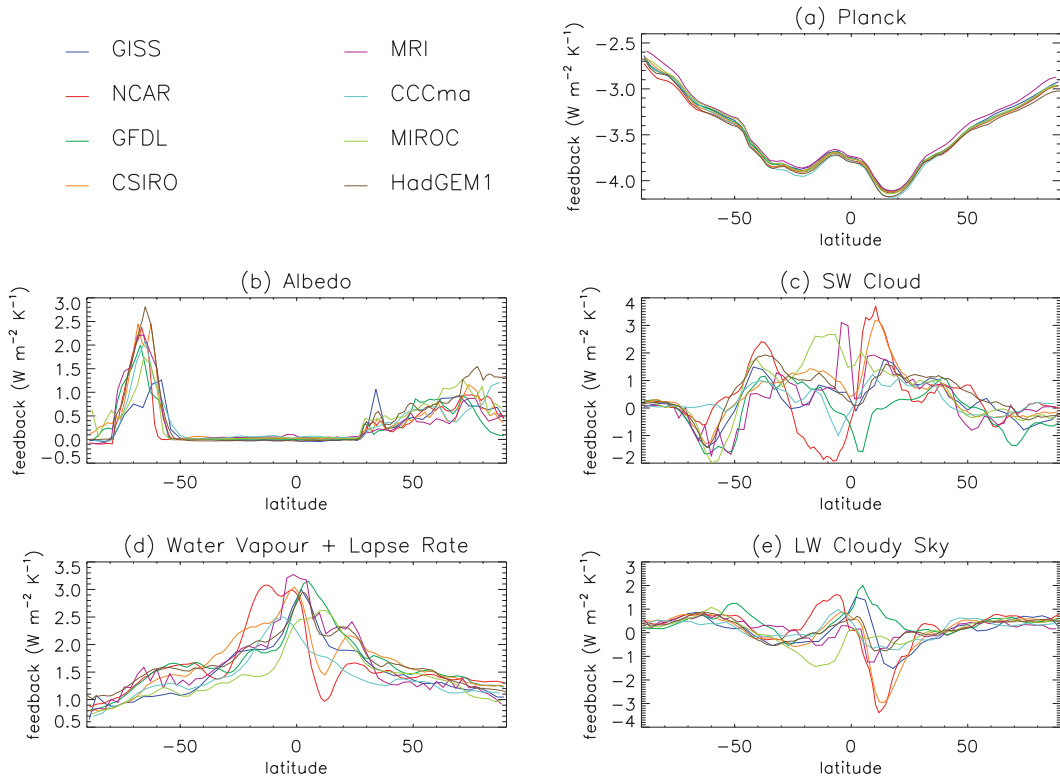 GISS
NCAR
GFDL
CSIRO
MRI
CCCma
MIROC
HadGEM1
(a) Planck
feedback (W m⁻² K⁻¹)
-2.5
-3.0
-3.5
-4.0
-50 0 50
latitude
(b) Albedo
feedback (W m⁻² K⁻¹)
3.0
2.5
2.0
1.5
1.0
0.5
0.0
-0.5
-50 0 50
latitude
(c) SW Cloud
feedback (W m⁻² K⁻¹)
4
3
2
1
0
-1
-2
-50 0 50
latitude
(d) Water Vapour + Lapse Rate
feedback (W m⁻² K⁻¹)
3.5
3.0
2.5
2.0
1.5
1.0
0.5
-50 0 50
latitude
(e) LW Cloudy Sky
feedback (W m⁻² K⁻¹)
3
2
1
0
-1
-2
-3
-4
-50 0 50
latitude